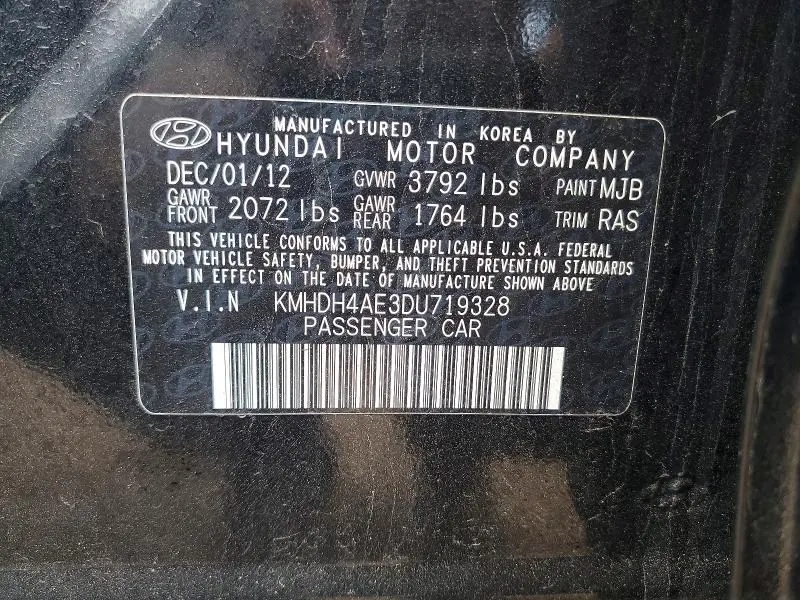 MANUFACTURED IN KOREA BY
HYUNDAI MOTOR COMPANY
DEC/01/12 GVWR 3792 lbs PAINT MJB
GAWR FRONT 2072 lbs GAWR REAR 1764 lbs TRIM RAS
THIS VEHICLE CONFORMS TO ALL APPLICABLE U.S.A. FEDERAL
MOTOR VEHICLE SAFETY, BUMPER, AND THEFT PREVENTION STANDARDS
IN EFFECT ON THE DATE OF MANUFACTURE SHOWN ABOVE.
V.I.N KMHDH4AE3DU719328
PASSENGER CAR